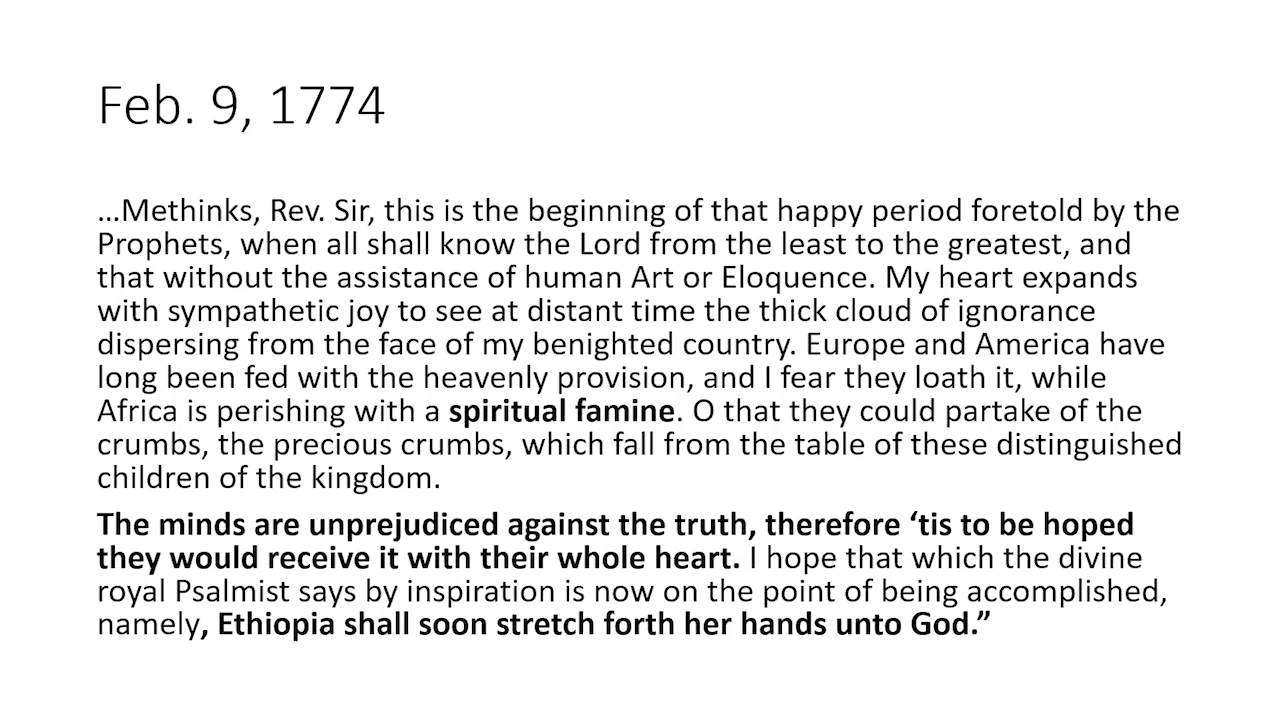 Feb. 9, 1774
…Methinks, Rev. Sir, this is the beginning of that happy period foretold by the
Prophets, when all shall know the Lord from the least to the greatest, and
that without the assistance of human Art or Eloquence. My heart expands
with sympathetic joy to see at distant time the thick cloud of ignorance
dispersing from the face of my benighted country. Europe and America have
long been fed with the heavenly provision, and I fear they loath it, while
Africa is perishing with a spiritual famine. O that they could partake of the
crumbs, the precious crumbs, which fall from the table of these distinguished
children of the kingdom.
The minds are unprejudiced against the truth, therefore ‘tis to be hoped
they would receive it with their whole heart. I hope that which the divine
royal Psalmist says by inspiration is now on the point of being accomplished,
namely, Ethiopia shall soon stretch forth her hands unto God.”